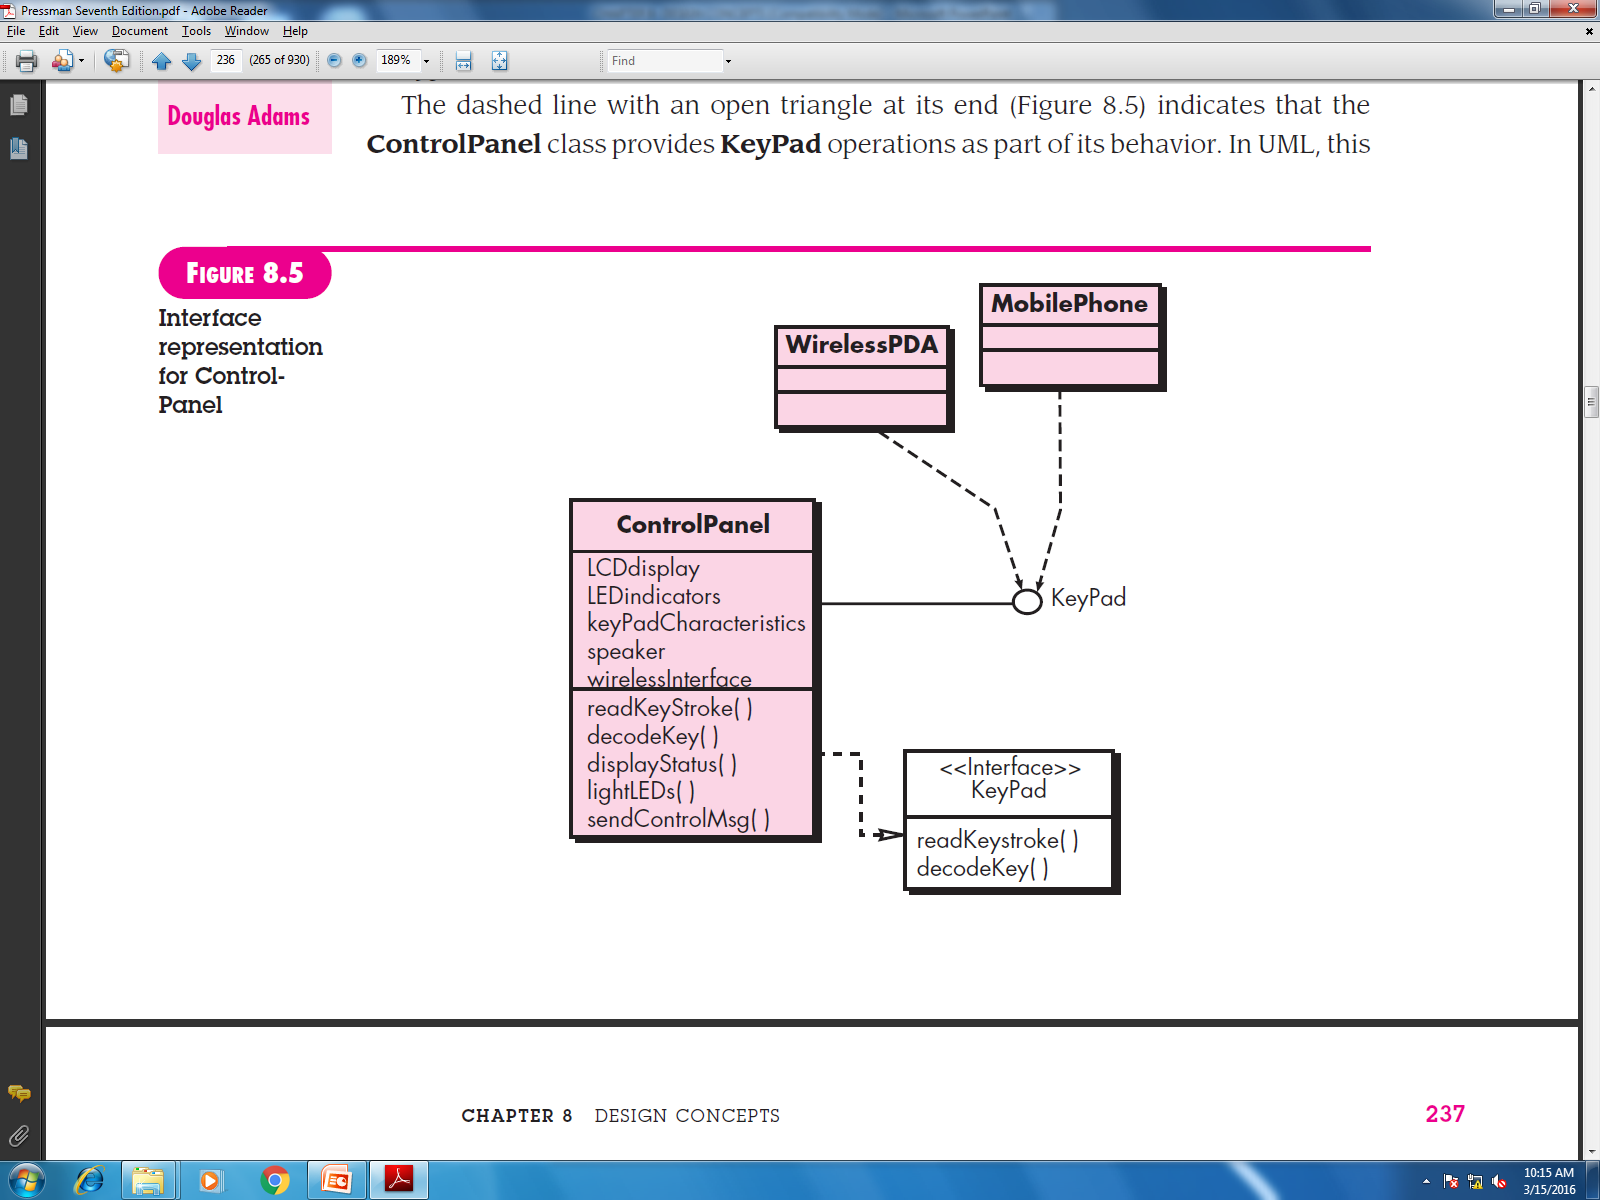 Pressman Seventh Edition.pdf - Adobe Reader
File Edit View Document Tools Window Help
236 (265 of 930) 189% Find
Douglas Adams
The dashed line with an open triangle at its end (Figure 8.5) indicates that the
ControlPanel class provides KeyPad operations as part of its behavior. In UML, this
FIGURE 8.5
Interface
representation
for Control-
Panel
MobilePhone
WirelessPDA
ControlPanel
LCDdisplay
LEDindicators
keyPadCharacteristics
speaker
wirelessInterface
readKeyStroke( )
decodeKey( )
displayStatus( )
lightLEDs( )
sendControlMsg( )
KeyPad
<<Interface>>
KeyPad
readKeystroke( )
decodeKey( )
CHAPTER 8 DESIGN CONCEPTS
237
10:15 AM
3/15/2016